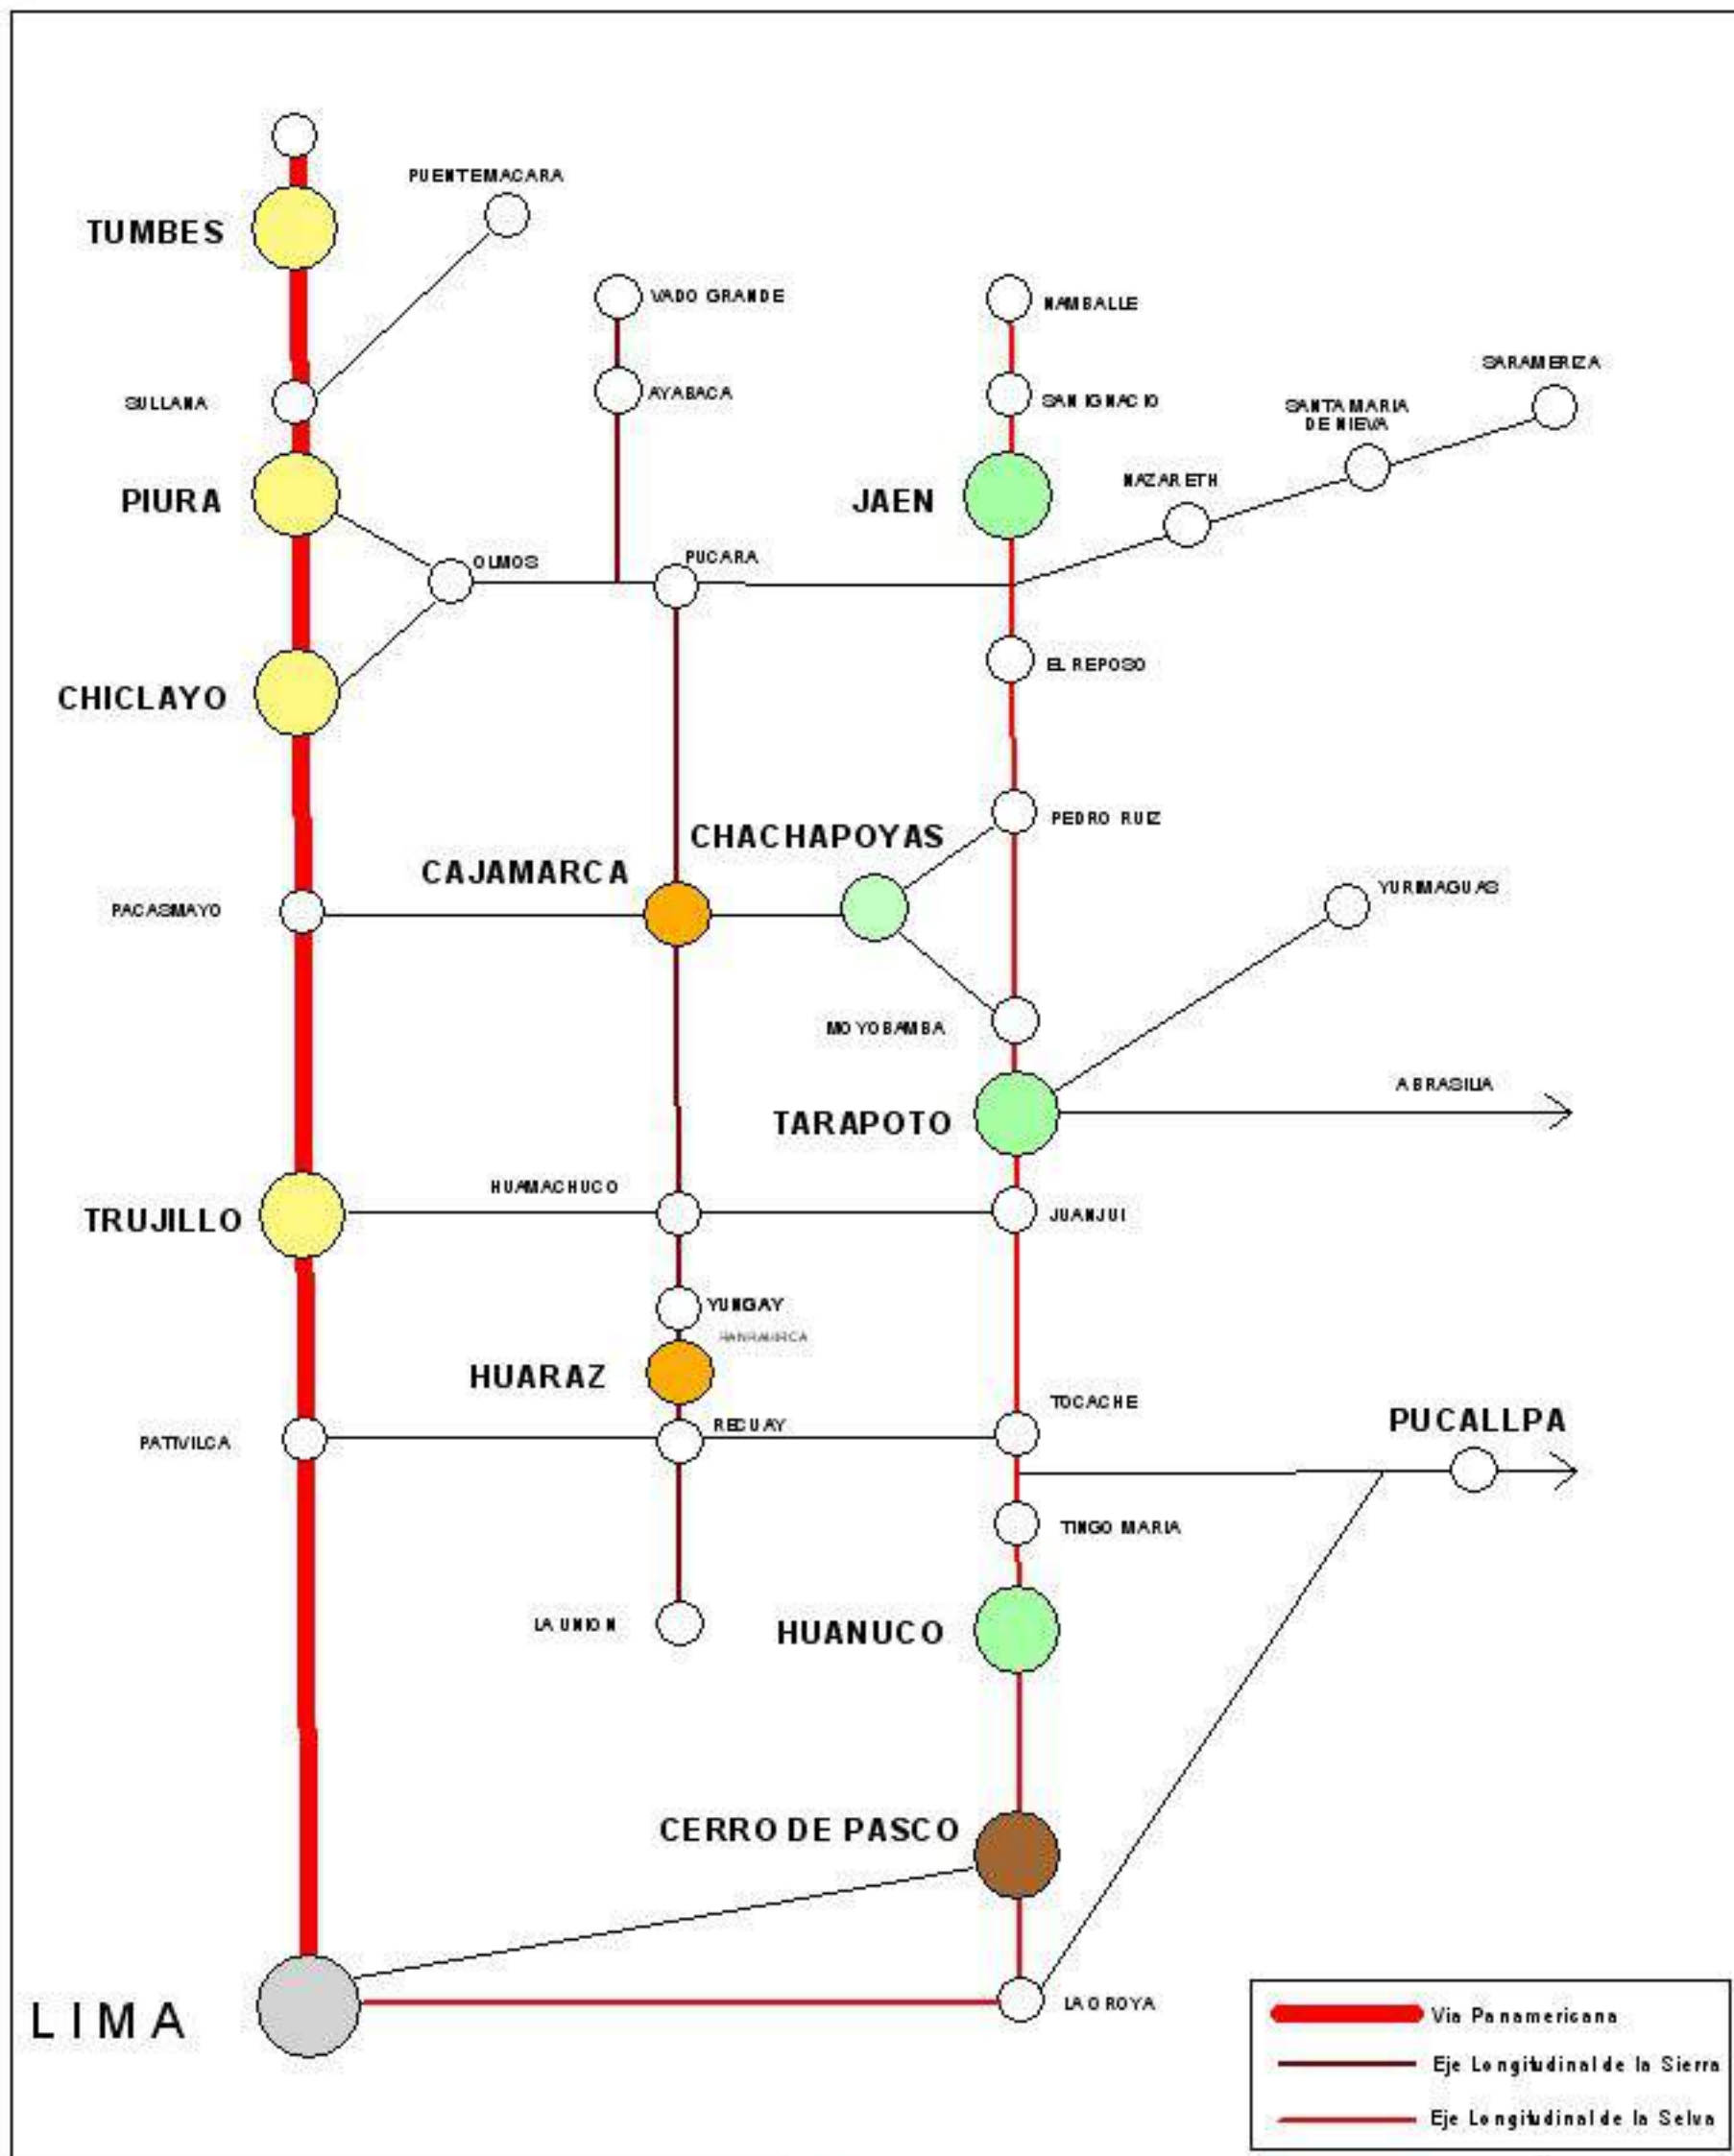 PUENTEMACARA
TUMBES
VADO GRANDE
NAMBALLE
SARAMERIZA
SULLANA
AYABACA
SAN IGNACIO
SANTA MARIA
DE NIEVA
PIURA
JAEN
NAZARETH
OLMOS
PUCARA
EL REPOSO
CHICLAYO
PEDRO RUIZ
CHACHAPOYAS
CAJAMARCA
YURIMAGUAS
PACASMAYO
MOYOBAMBA
A BRASILIA
TARAPOTO
HUAMACHUCO
TRUJILLO
JUANJUI
YUNGAY
HUARAZ
TOCACHE
PUCALLPA
RECUAY
PATIVILCA
TINGO MARIA
LA UNION
HUANUCO
CERRO DE PASCO
LIMA
LA OROYA
Via Panamericana
Eje Longitudinal de la Sierra
Eje Longitudinal de la Selva